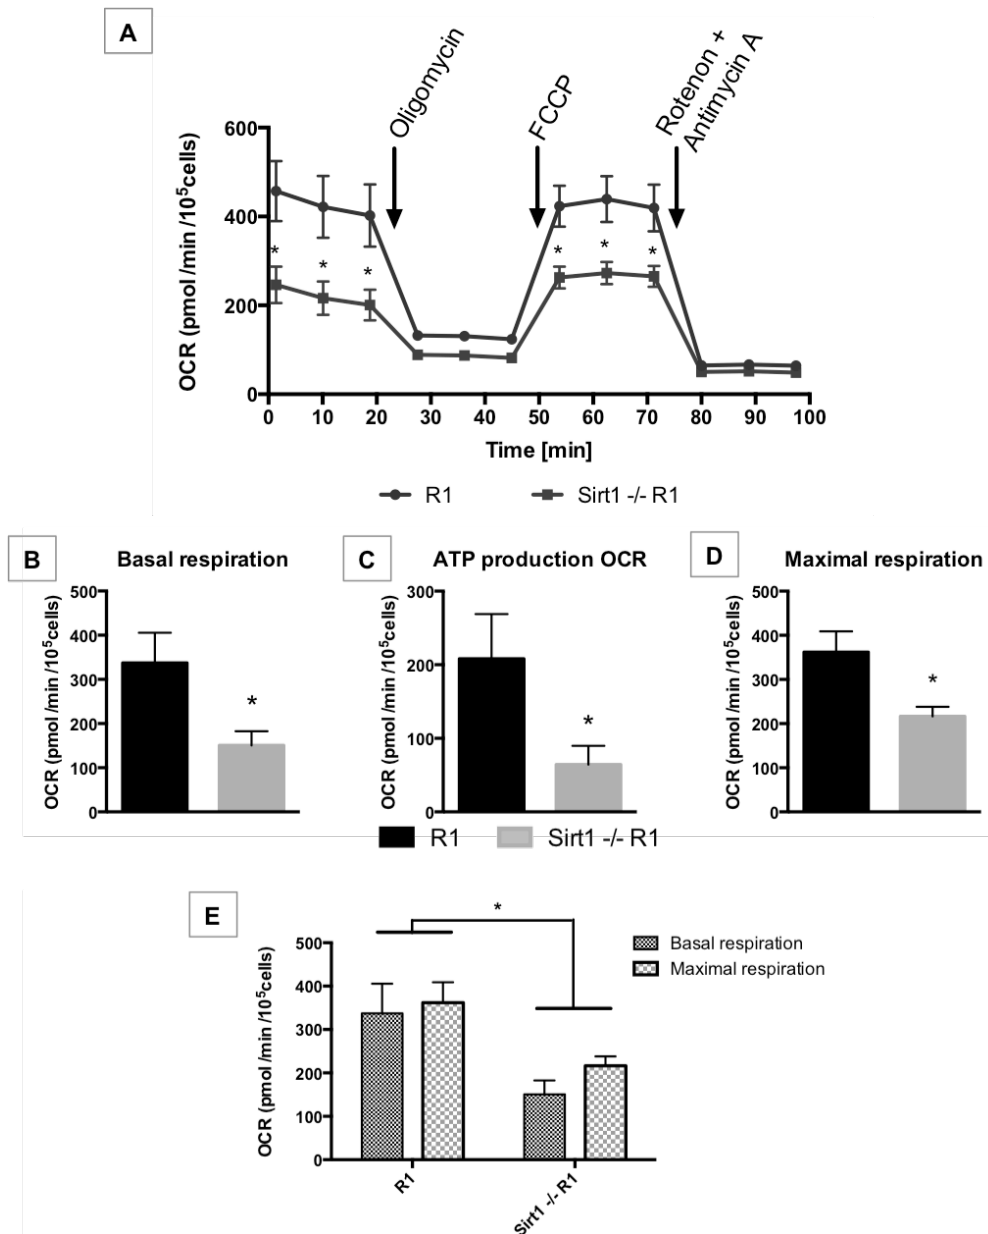 A
Oligomycin
FCCP
Rotenon +
Antimycin A
OCR (pmol /min /10⁵cells)
600
400
200
0
* * * * * *
0 10 20 30 40 50 60 70 80 90 100
Time [min]
R1 Sirt1 -/- R1
B
Basal respiration
OCR (pmol /min /10⁵cells)
500
400
300
200
100
0
*
C
ATP production OCR
OCR (pmol /min /10⁵cells)
300
200
100
0
*
D
Maximal respiration
OCR (pmol /min /10⁵cells)
500
400
300
200
100
0
*
R1 Sirt1 -/- R1
E
*
OCR (pmol /min /10⁵cells)
500
400
300
200
100
0
R1
Sirt1 -/- R1
Basal respiration
Maximal respiration